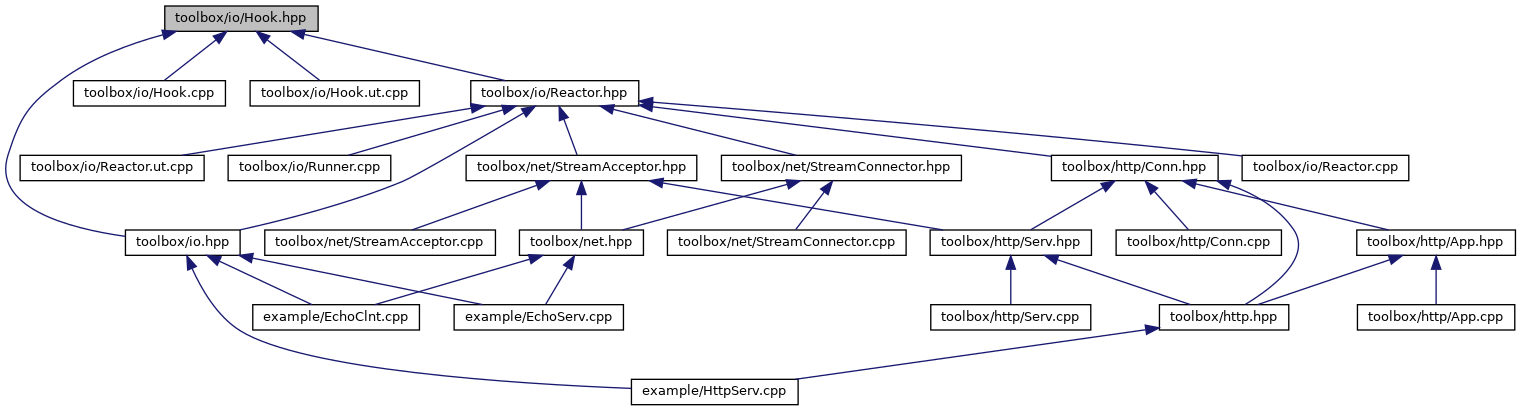 toolbox/io/Hook.hpp
toolbox/io/Hook.cpp
toolbox/io/Hook.ut.cpp
toolbox/io/Reactor.hpp
toolbox/io/Reactor.ut.cpp
toolbox/io/Runner.cpp
toolbox/net/StreamAcceptor.hpp
toolbox/net/StreamConnector.hpp
toolbox/http/Conn.hpp
toolbox/io/Reactor.cpp
toolbox/io.hpp
toolbox/net/StreamAcceptor.cpp
toolbox/net.hpp
toolbox/net/StreamConnector.cpp
toolbox/http/Serv.hpp
toolbox/http/Conn.cpp
toolbox/http/App.hpp
example/EchoClnt.cpp
example/EchoServ.cpp
toolbox/http/Serv.cpp
toolbox/http.hpp
toolbox/http/App.cpp
example/HttpServ.cpp